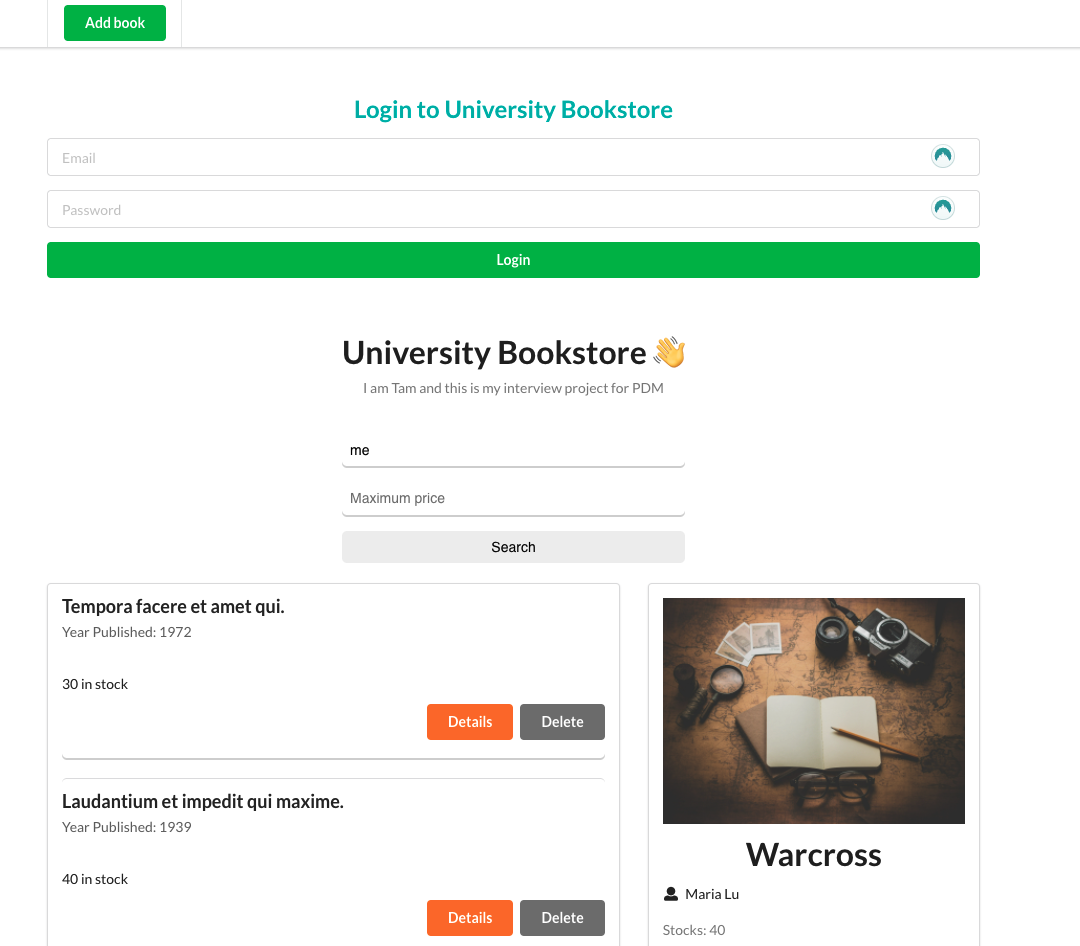 Add book
Login to University Bookstore
Email
Password
Login
University Bookstore 👋
I am Tam and this is my interview project for PDM
me
Maximum price
Search
Tempora facere et amet qui.
Year Published: 1972
30 in stock
Details Delete
Laudantium et impedit qui maxime.
Year Published: 1939
40 in stock
Details Delete
Warcross
Maria Lu
Stocks: 40